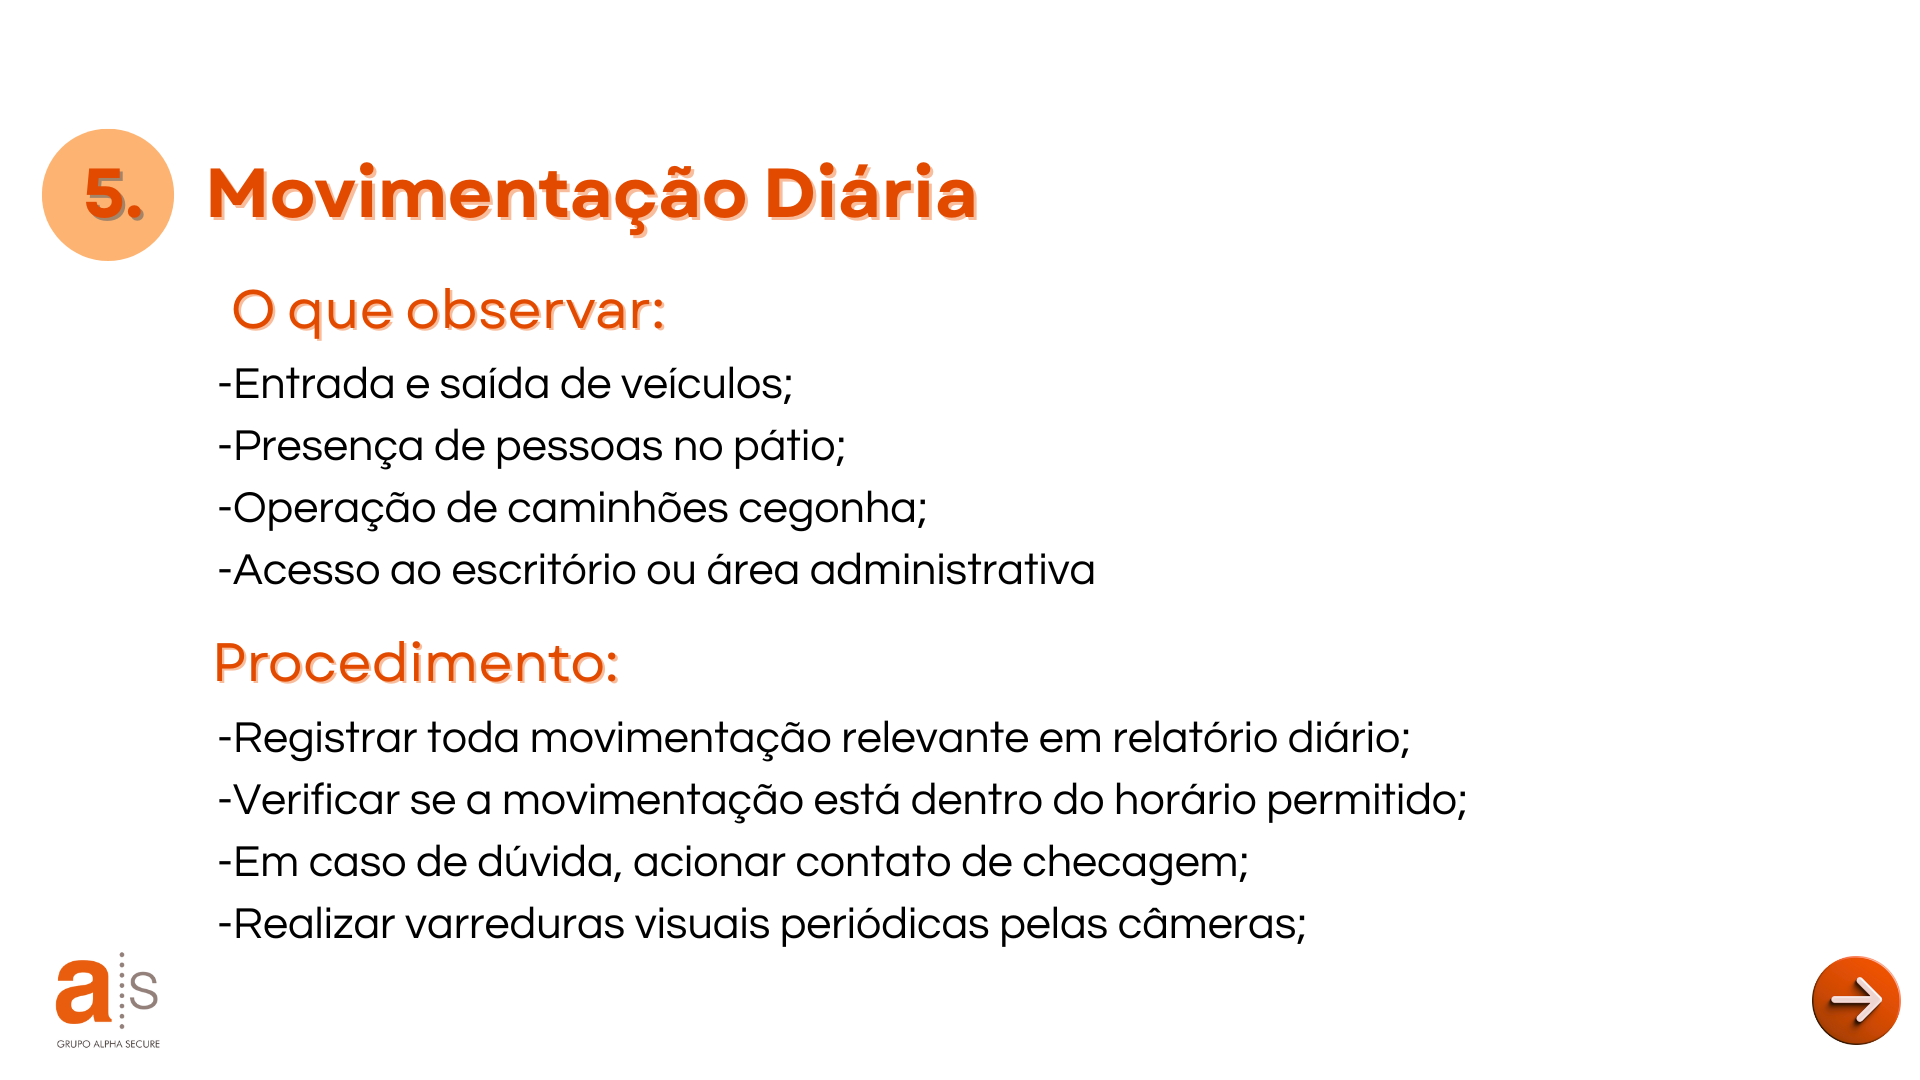 5. Movimentação Diária
O que observar:
-Entrada e saída de veículos;
-Presença de pessoas no pátio;
-Operação de caminhões cegonha;
-Acesso ao escritório ou área administrativa
Procedimento:
-Registrar toda movimentação relevante em relatório diário;
-Verificar se a movimentação está dentro do horário permitido;
-Em caso de dúvida, acionar contato de checagem;
-Realizar varreduras visuais periódicas pelas câmeras;
a s
GRUPO ALPHA SECURE